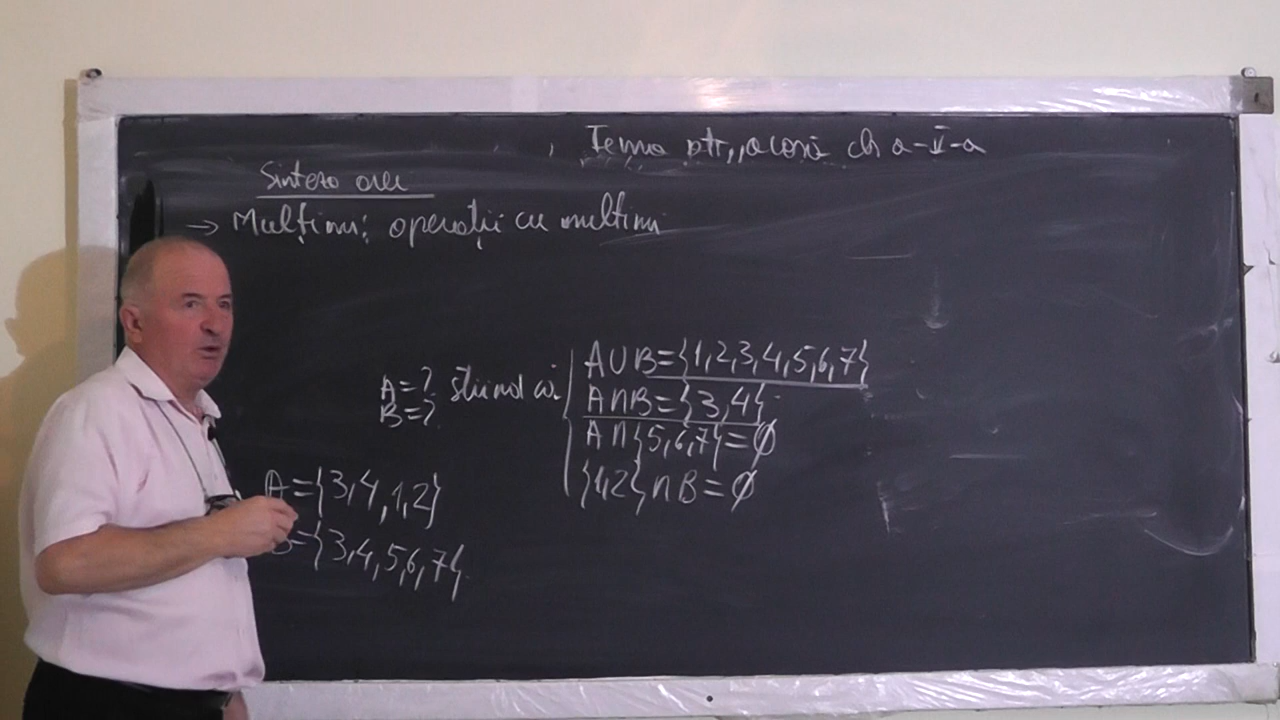 Tema ptr „acasă cls a-V-a
Sinteza orei
→ Mulțimi; operații cu mulțimi
A=?
B=?
știind că
A∪B={1,2,3,4,5,6,7}
A∩B={3,4}
A∩{5,6,7}=∅
{1,2}∩B=∅
A={3,4,1,2}
B={3,4,5,6,7}